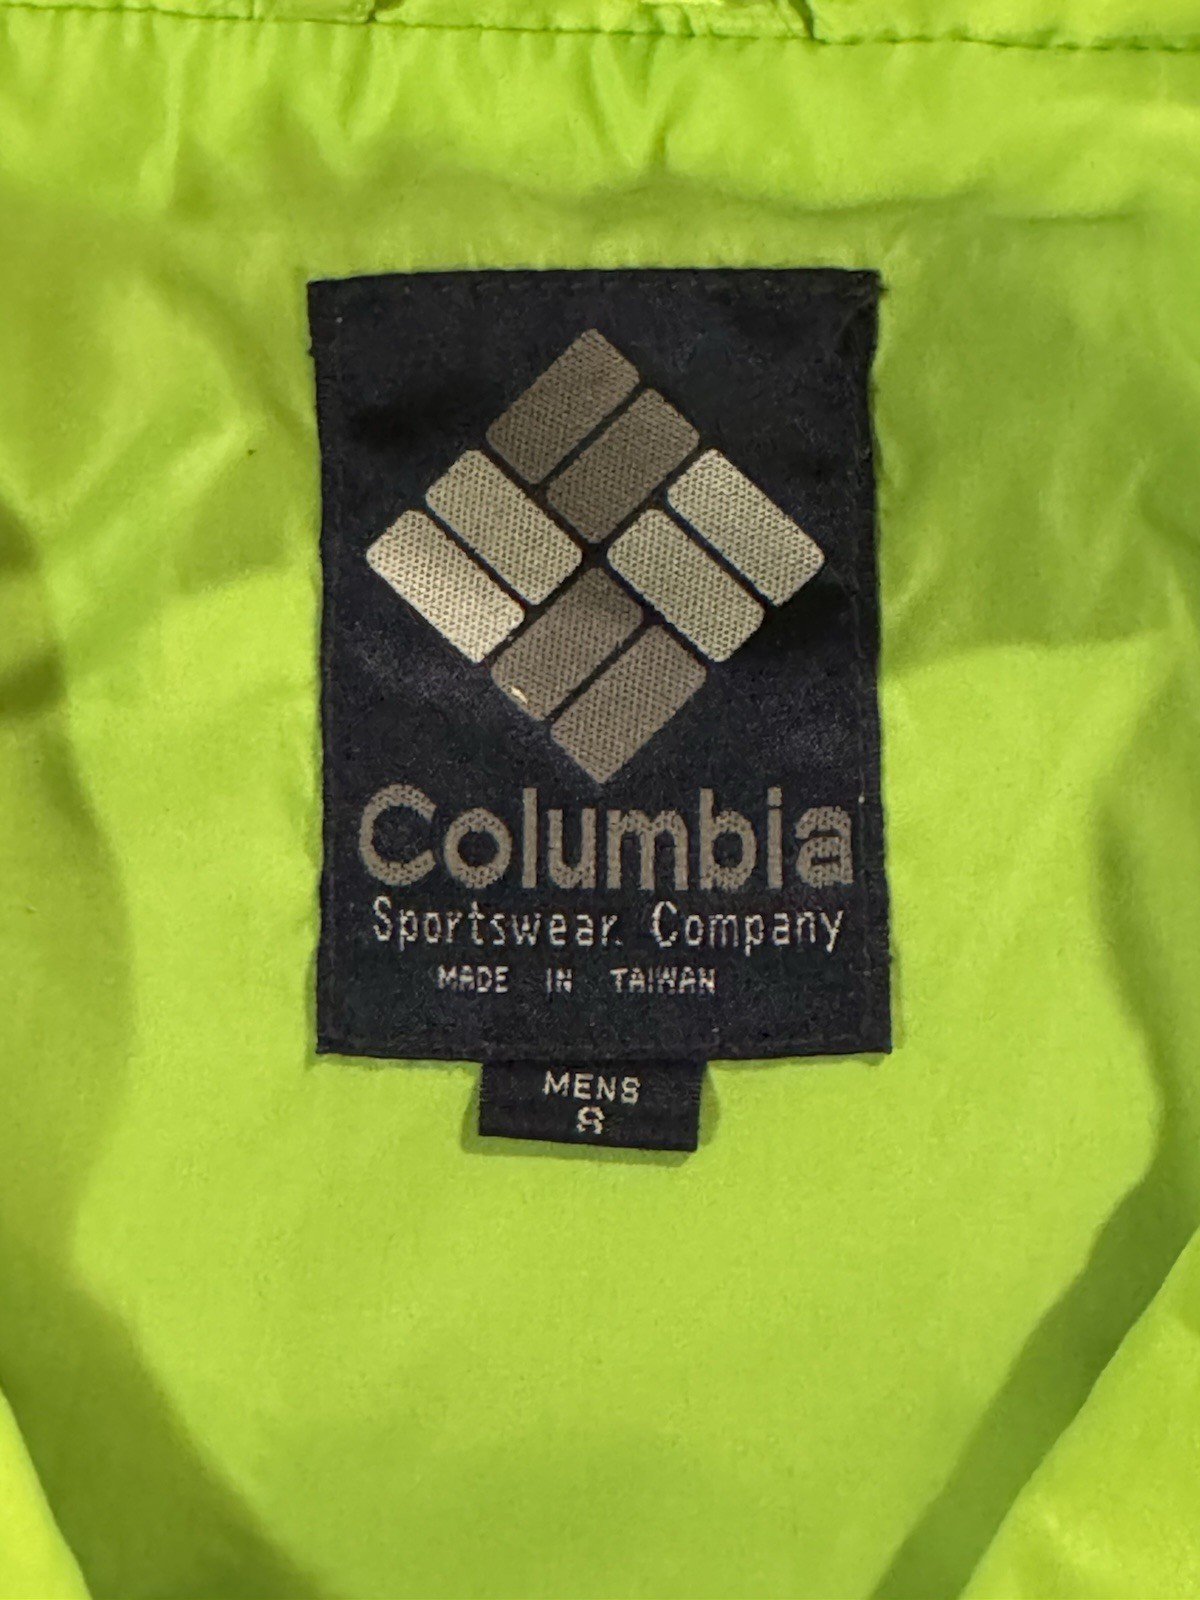 Columbia
Sportswear Company
MADE IN TAIWAN
MENS
S